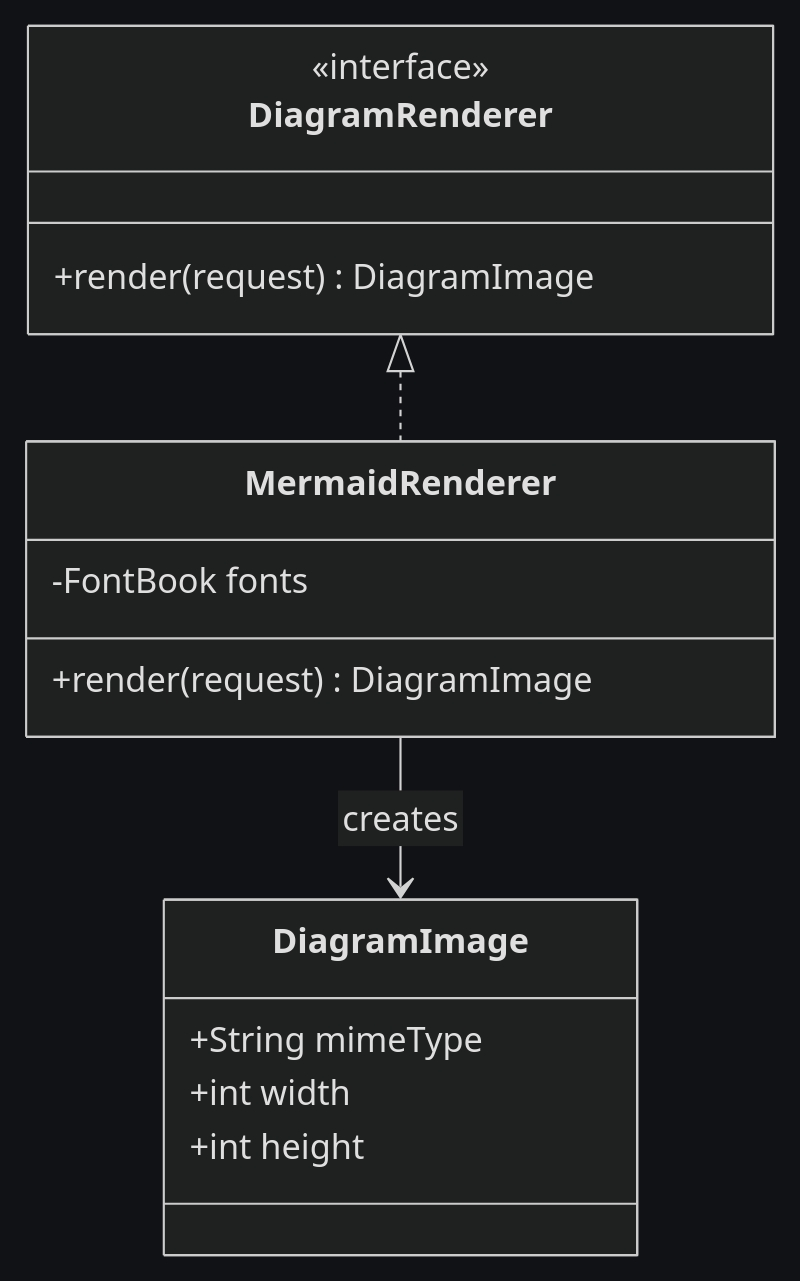 «interface»
DiagramRenderer
+render(request) : DiagramImage
MermaidRenderer
-FontBook fonts
+render(request) : DiagramImage
creates
DiagramImage
+String mimeType
+int width
+int height